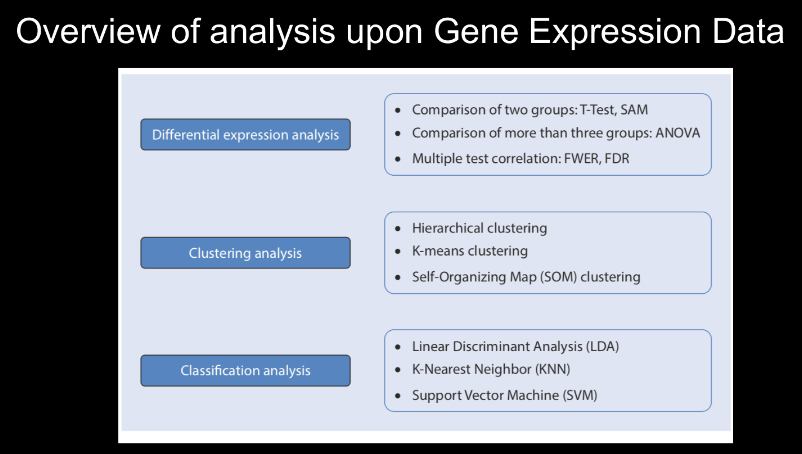 Overview of analysis upon Gene Expression Data
Differential expression analysis
• Comparison of two groups: T-Test, SAM
• Comparison of more than three groups: ANOVA
• Multiple test correlation: FWER, FDR
Clustering analysis
• Hierarchical clustering
• K-means clustering
• Self-Organizing Map (SOM) clustering
Classification analysis
• Linear Discriminant Analysis (LDA)
• K-Nearest Neighbor (KNN)
• Support Vector Machine (SVM)